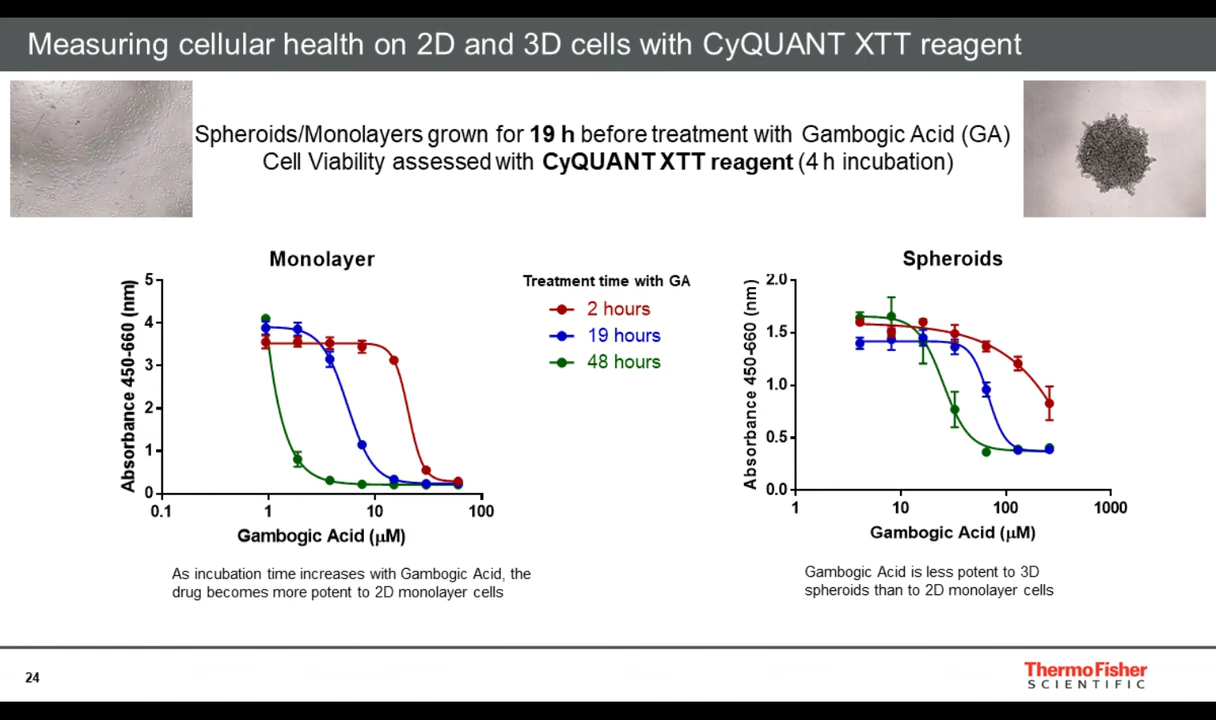 Measuring cellular health on 2D and 3D cells with CyQUANT XTT reagent
Spheroids/Monolayers grown for 19 h before treatment with Gambogic Acid (GA)
Cell Viability assessed with CyQUANT XTT reagent (4 h incubation)
Monolayer
Absorbance 450-660 (nm)
5
4
3
2
1
0
0.1 1 10 100
Gambogic Acid (μM)
As incubation time increases with Gambogic Acid, the
drug becomes more potent to 2D monolayer cells
Treatment time with GA
2 hours
19 hours
48 hours
Spheroids
Absorbance 450-660 (nm)
2.0
1.5
1.0
0.5
0.0
1 10 100 1000
Gambogic Acid (μM)
Gambogic Acid is less potent to 3D
spheroids than to 2D monolayer cells
24
ThermoFisher
SCIENTIFIC